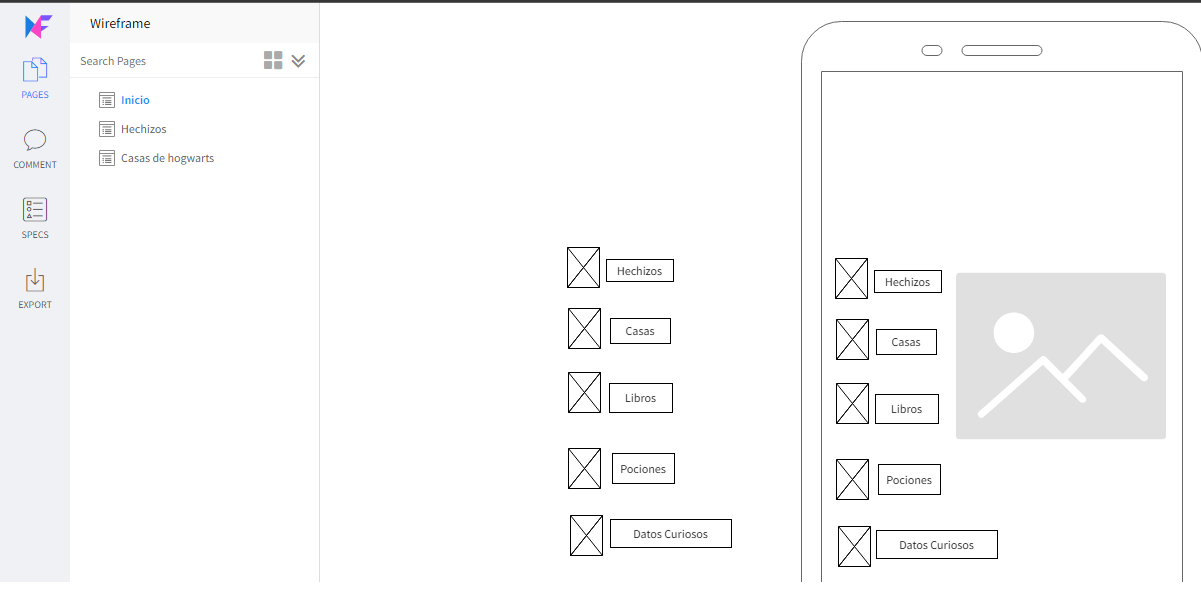 Wireframe
Search Pages
PAGES
Inicio
Hechizos
Casas de hogwarts
COMMENT
SPECS
EXPORT
Hechizos
Casas
Libros
Pociones
Datos Curiosos
Hechizos
Casas
Libros
Pociones
Datos Curiosos